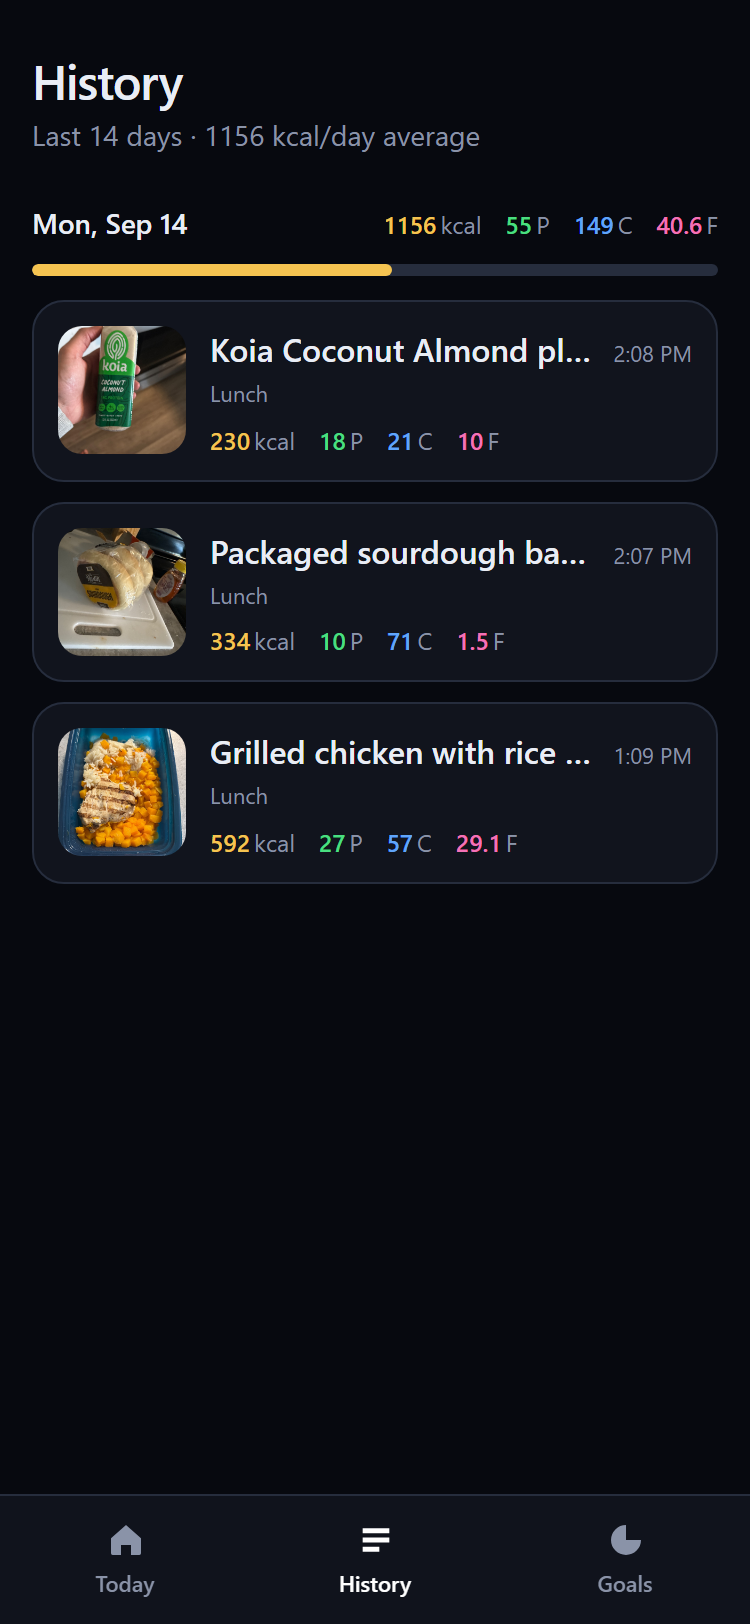 History
Last 14 days · 1156 kcal/day average
Mon, Sep 14 1156 kcal 55 P 149 C 40.6 F
koia
COCONUT
ALMOND
Koia Coconut Almond pl... 2:08 PM
Lunch
230 kcal 18 P 21 C 10 F
Packaged sourdough ba... 2:07 PM
Lunch
334 kcal 10 P 71 C 1.5 F
Grilled chicken with rice ... 1:09 PM
Lunch
592 kcal 27 P 57 C 29.1 F
Today History Goals